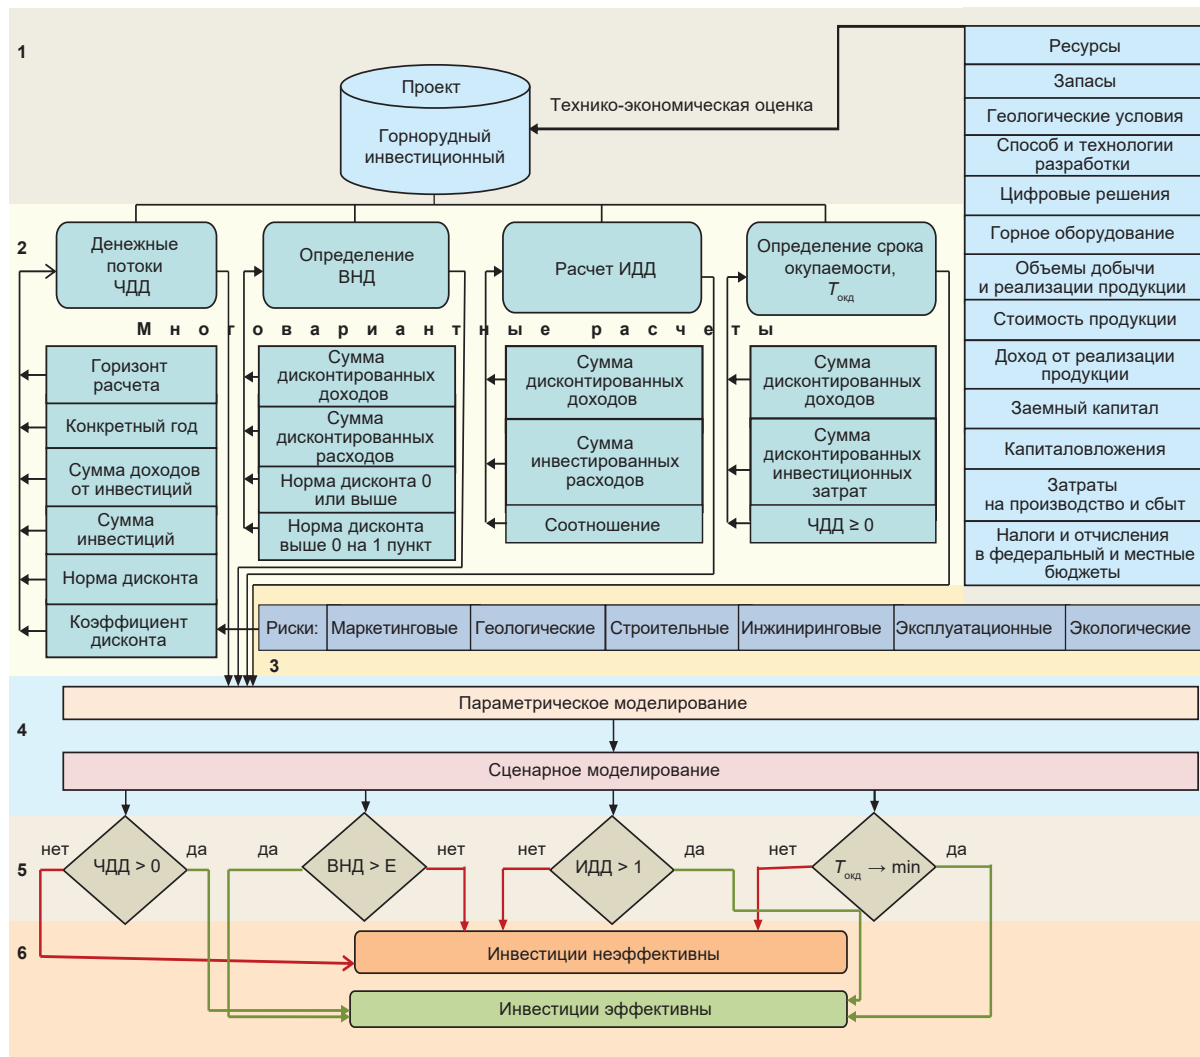 1
Проект
Горнорудный
инвестиционный
Технико-экономическая оценка
Ресурсы
Запасы
Геологические условия
Способ и технологии
разработки
Цифровые решения
Горное оборудование
Объемы добычи
и реализации продукции
Стоимость продукции
Доход от реализации
продукции
Заемный капитал
Капиталовложения
Затраты
на производство и сбыт
Налоги и отчисления
в федеральный и местные
бюджеты
2
Денежные
потоки
ЧДД
Определение
ВНД
Расчет ИДД
Определение срока
окупаемости,
Tокд
Многовариантные расчеты
Горизонт
расчета
Конкретный год
Сумма доходов
от инвестиций
Сумма
инвестиций
Норма дисконта
Коэффициент
дисконта
Сумма
дисконтированных
доходов
Сумма
дисконтированных
расходов
Норма дисконта 0
или выше
Норма дисконта
выше 0 на 1 пункт
Сумма
дисконтированных
доходов
Сумма
инвестированных
расходов
Соотношение
Сумма
дисконтированных
доходов
Сумма
дисконтированных
инвестиционных
затрат
ЧДД ≥ 0
Риски: Маркетинговые Геологические Строительные Инжиниринговые Эксплуатационные Экологические
3
Параметрическое моделирование
4
Сценарное моделирование
5
нет ЧДД > 0 да
да ВНД > Е нет
нет ИДД > 1 да
нет Tокд → min да
6
Инвестиции неэффективны
Инвестиции эффективны